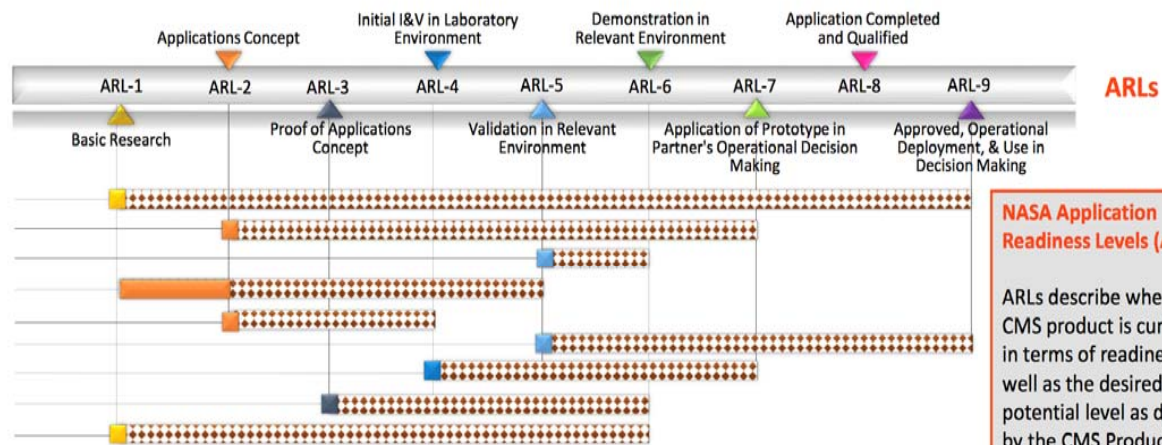 Initial I&V in Laboratory
Environment
Demonstration in
Relevant Environment
Application Completed
and Qualified
Applications Concept
ARL-1 ARL-2 ARL-3 ARL-4 ARL-5 ARL-6 ARL-7 ARL-8 ARL-9
ARLs
Basic Research
Proof of Applications
Concept
Validation in Relevant
Environment
Application of Prototype in
Partner's Operational Decision
Making
Approved, Operational
Deployment, & Use in
Decision Making
NASA Application
Readiness Levels
ARLs describe
CMS product is
in terms of
well as the desired
potential level as
by the CMS